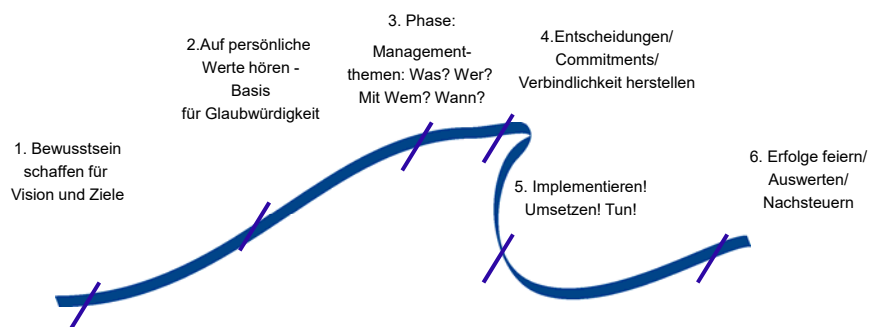 1. Bewusstsein
schaffen für
Vision und Ziele
2.Auf persönliche
Werte hören -
Basis
für Glaubwürdigkeit
3. Phase:
Management-
themen: Was? Wer?
Mit Wem? Wann?
4.Entscheidungen/
Commitments/
Verbindlichkeit herstellen
5. Implementieren!
Umsetzen! Tun!
6. Erfolge feiern/
Auswerten/
Nachsteuern